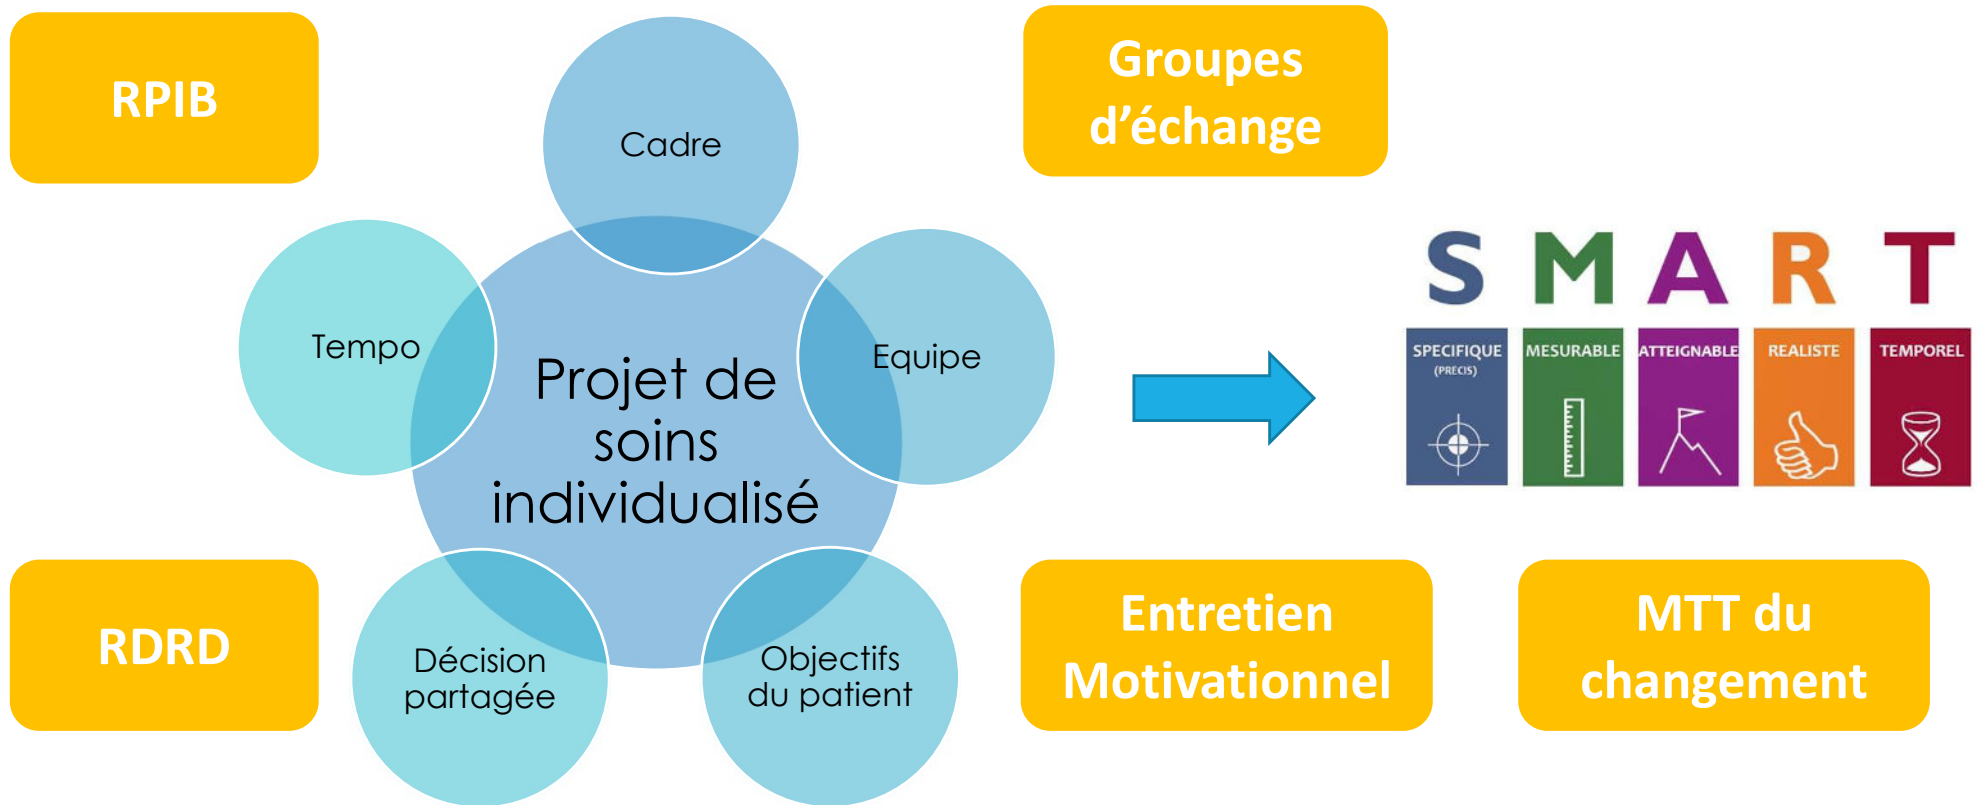 RPIB
Groupes
d’échange
Cadre
Tempo
Equipe
Projet de
soins
individualisé
Décision
partagée
Objectifs
du patient
S M A R T
SPECIFIQUE
(PRECIS)
MESURABLE
ATTEIGNABLE
REALISTE
TEMPOREL
RDRD
Entretien
Motivationnel
MTT du
changement